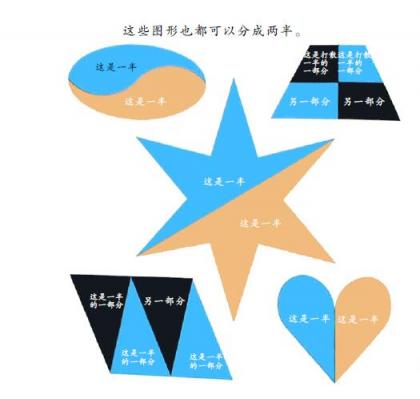 这些图形也都可以分成两半。
这是一半
这是一半
这是打散
一半的
一部分
这是打散
一半的
一部分
另一部分
另一部分
这是一半
这是一半
这是一半
的一部分
另一部分
这是一半
的一部分
这是一半
的一部分
这是一半
这是一半